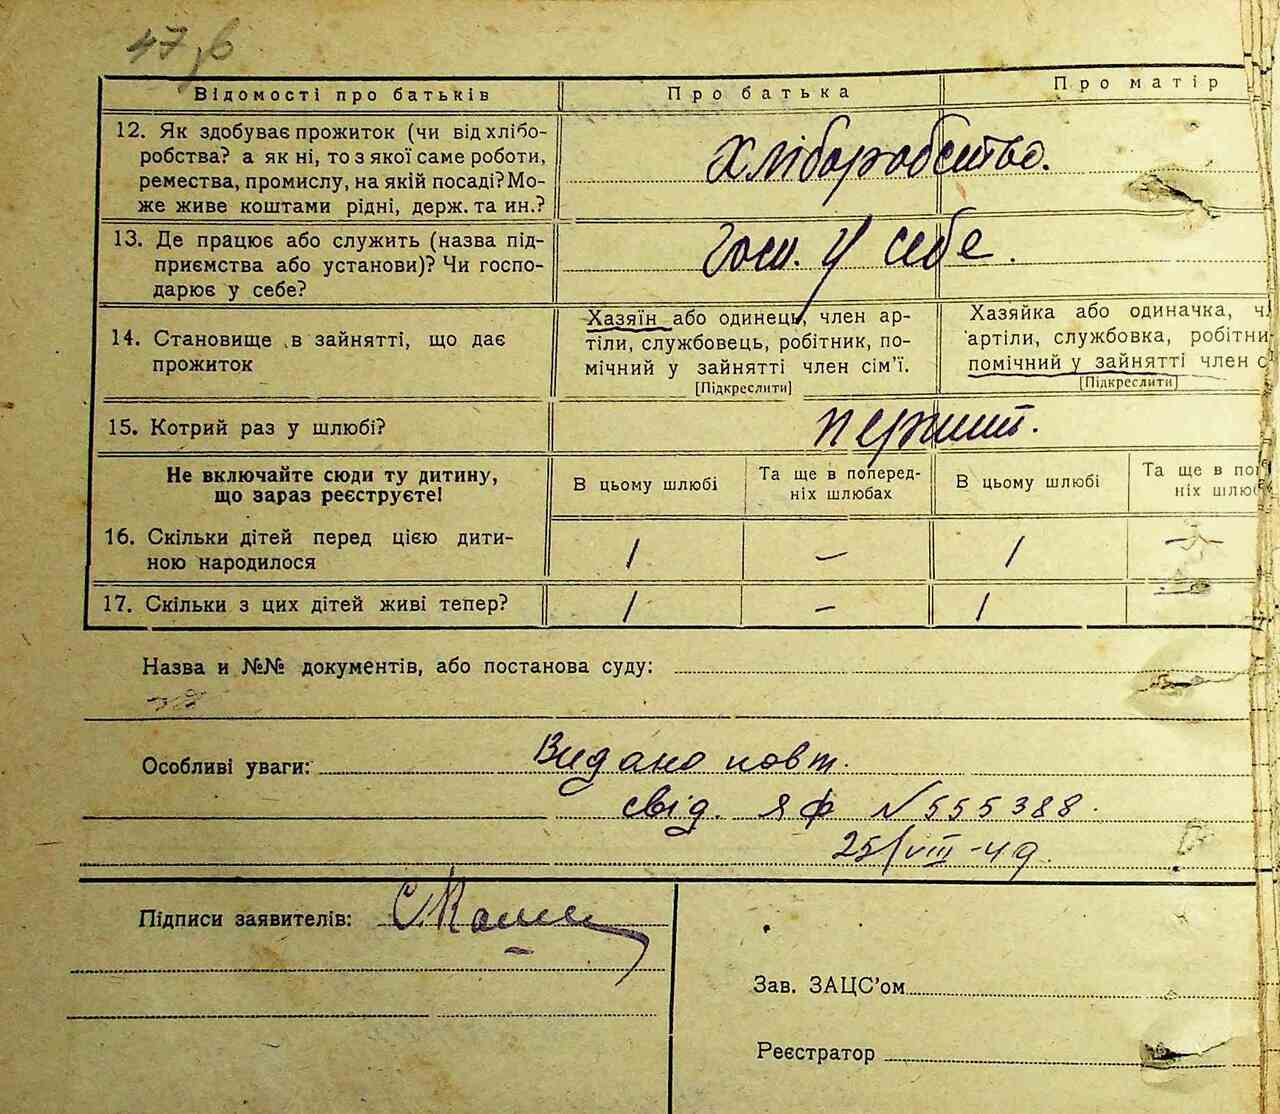 47
Відомості про батьків Про батька Про матір
12. Як здобуває прожиток (чи від хлібо-
робства? а як ні, то з якої саме роботи,
ремества, промислу, на якій посаді? Мо-
же живе коштами рідні, держ. та ин.?
Хліборобство.
13. Де працює або служить (назва під-
приємства або установи)? Чи госпо-
дарює у себе?
Госп. у себе.
14. Становище в зайнятті, що дає
прожиток
Хазяїн або одинець, член ар-
тілі, службовець, робітник, по-
мічний у зайнятті член сім'ї.
[Підкреслити]
Хазяйка або одиначка, ч
артілі, службовка, робітни
помічний у зайнятті член с
[Підкреслити]
15. Котрий раз у шлюбі?
перший.
Не включайте сюди ту дитину,
що зараз реєструєте!
В цьому шлюбі
Та ще в поперед-
ніх шлюбах
В цьому шлюбі
Та ще в поп
ніх шлюб
16. Скільки дітей перед цією дити-
ною народилося
1 — 1 —
17. Скільки з цих дітей живі тепер?
1 — 1 —
Назва и №№ документів, або постанова суду:
Особливі уваги: Видано повт.
свід. ЯФ № 555388.
25/VIII-49
Підписи заявителів:
Зав. ЗАЦС'ом
Реєстратор